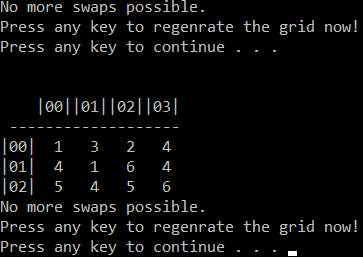 No more swaps possible.
Press any key to regenrate the grid now!
Press any key to continue . . .
|00||01||02||03|
-------------------
|00| 1 3 2 4
|01| 4 1 6 4
|02| 5 4 5 6
No more swaps possible.
Press any key to regenrate the grid now!
Press any key to continue . . .